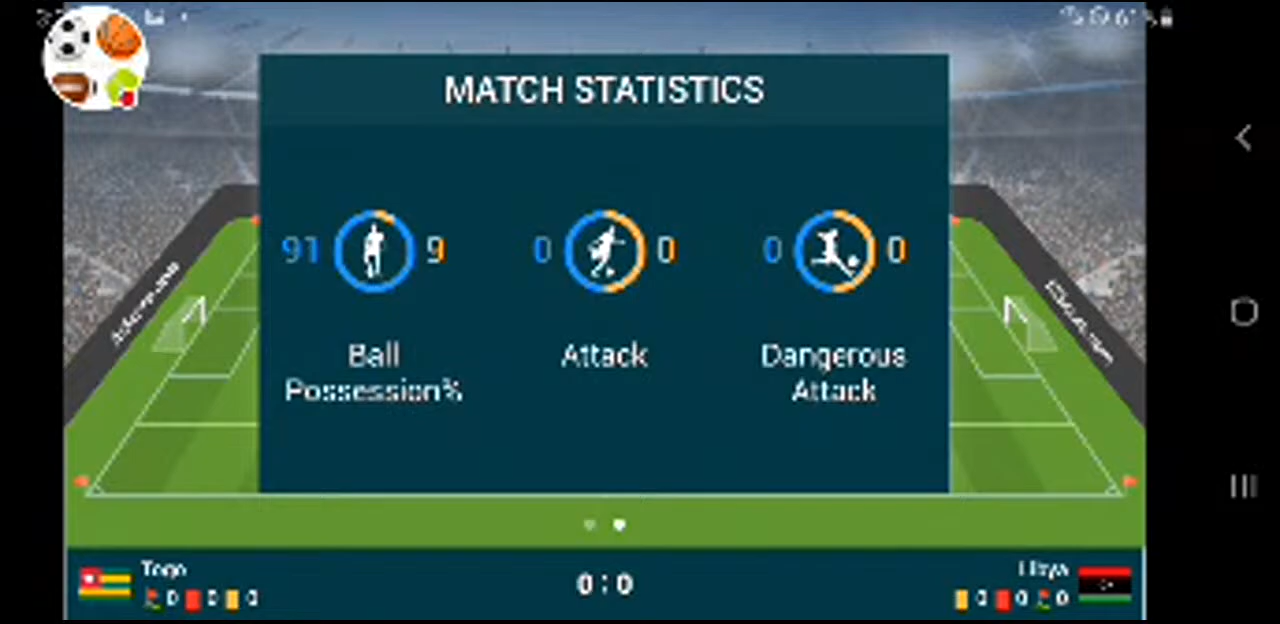 MATCH STATISTICS
91 9 0 0 0 0
Ball Attack Dangerous
Possession% Attack
Togo 0 : 0 Libya
0 0 0 0 0 0